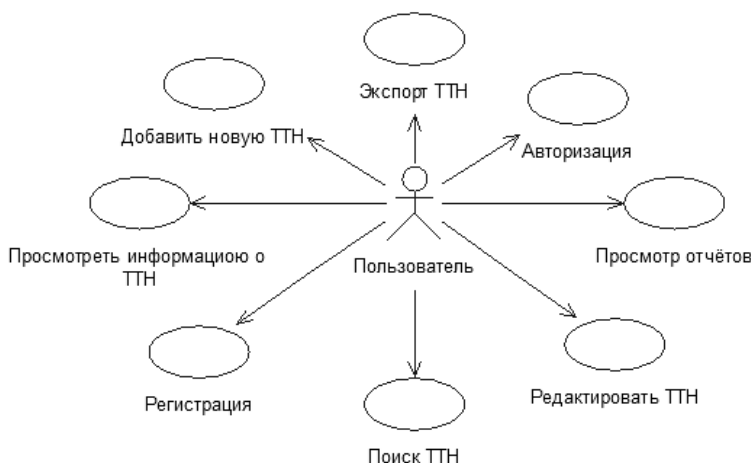 Экспорт ТТН
Добавить новую ТТН
Авторизация
Просмотреть информациою о
ТТН
Пользователь
Просмотр отчётов
Регистрация
Редактировать ТТН
Поиск ТТН